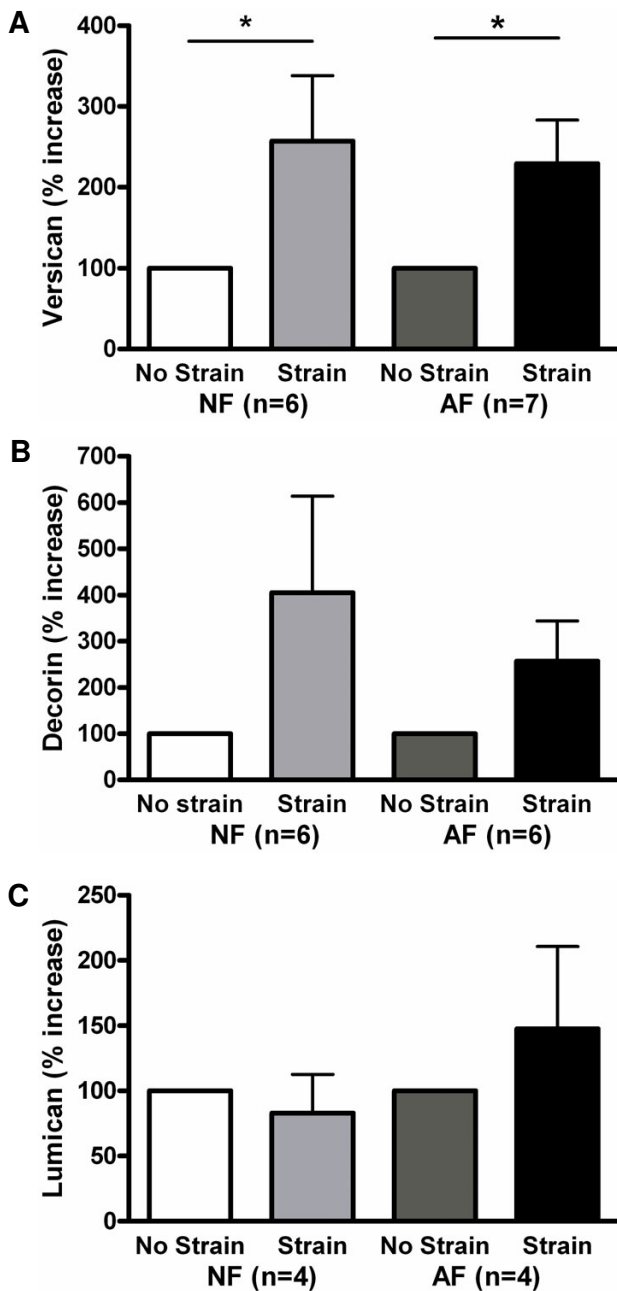 A
Versican (% increase)
400
300
200
100
0
*
*
No Strain Strain No Strain Strain
NF (n=6) AF (n=7)
B
Decorin (% increase)
700
600
500
400
300
200
100
0
No strain Strain No Strain Strain
NF (n=6) AF (n=6)
C
Lumican (% increase)
250
200
150
100
50
0
No Strain Strain No Strain Strain
NF (n=4) AF (n=4)